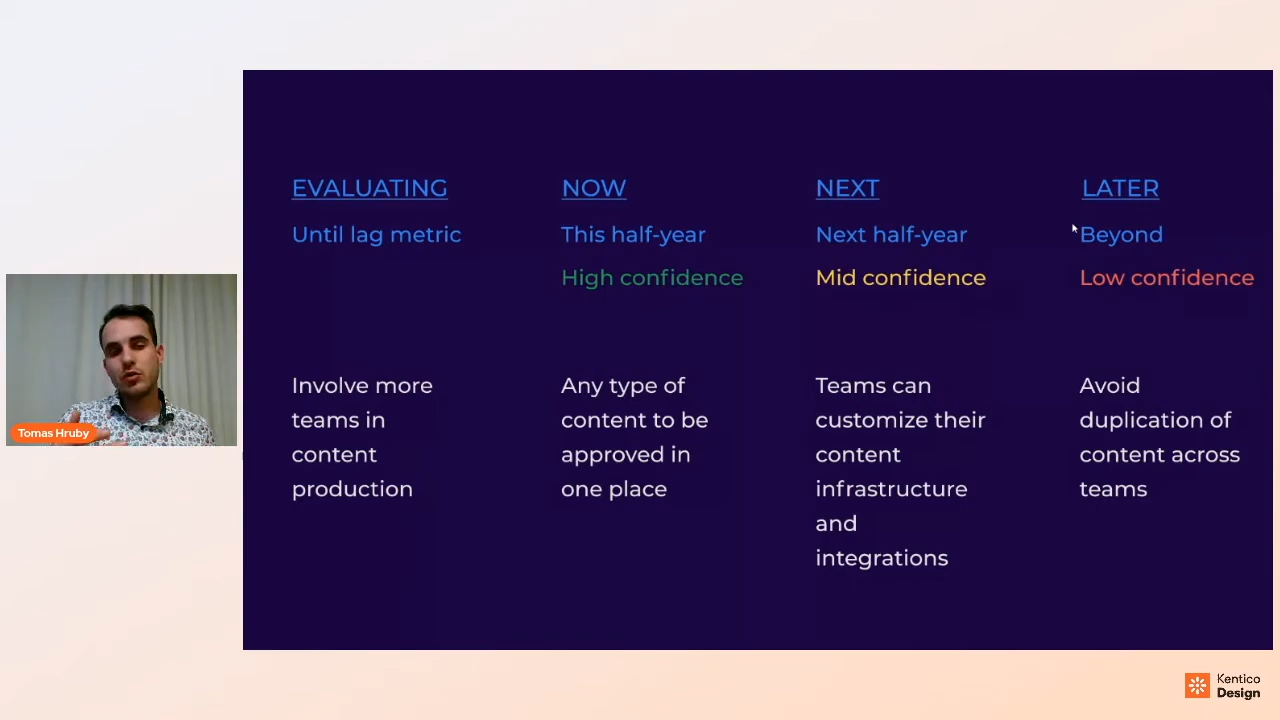 EVALUATING
Until lag metric
Involve more
teams in
content
production
NOW
This half-year
High confidence
Any type of
content to be
approved in
one place
NEXT
Next half-year
Mid confidence
Teams can
customize their
content
infrastructure
and
integrations
LATER
Beyond
Low confidence
Avoid
duplication of
content across
teams
Tomas Hruby
Kentico
Design